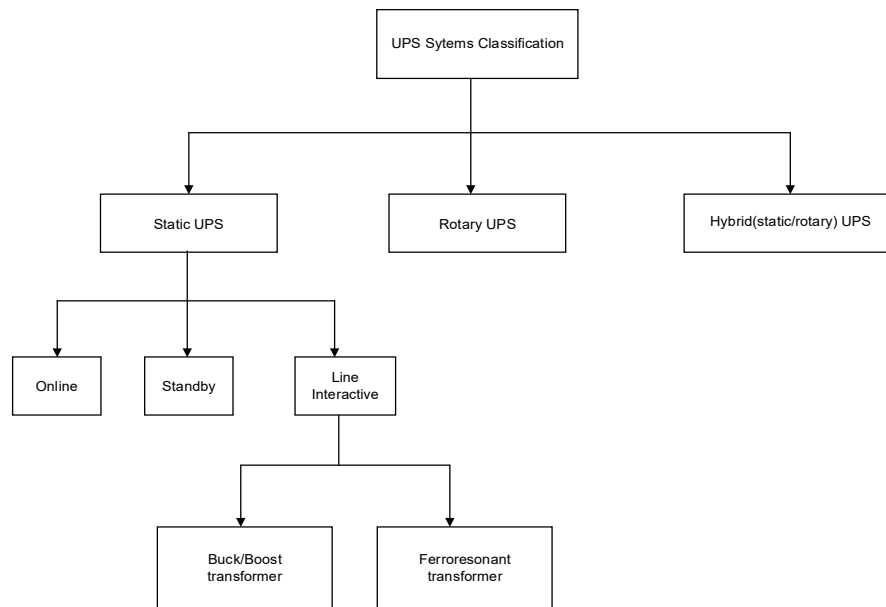 UPS Sytems Classification
Static UPS
Rotary UPS
Hybrid(static/rotary) UPS
Online
Standby
Line
Interactive
Buck/Boost
transformer
Ferroresonant
transformer